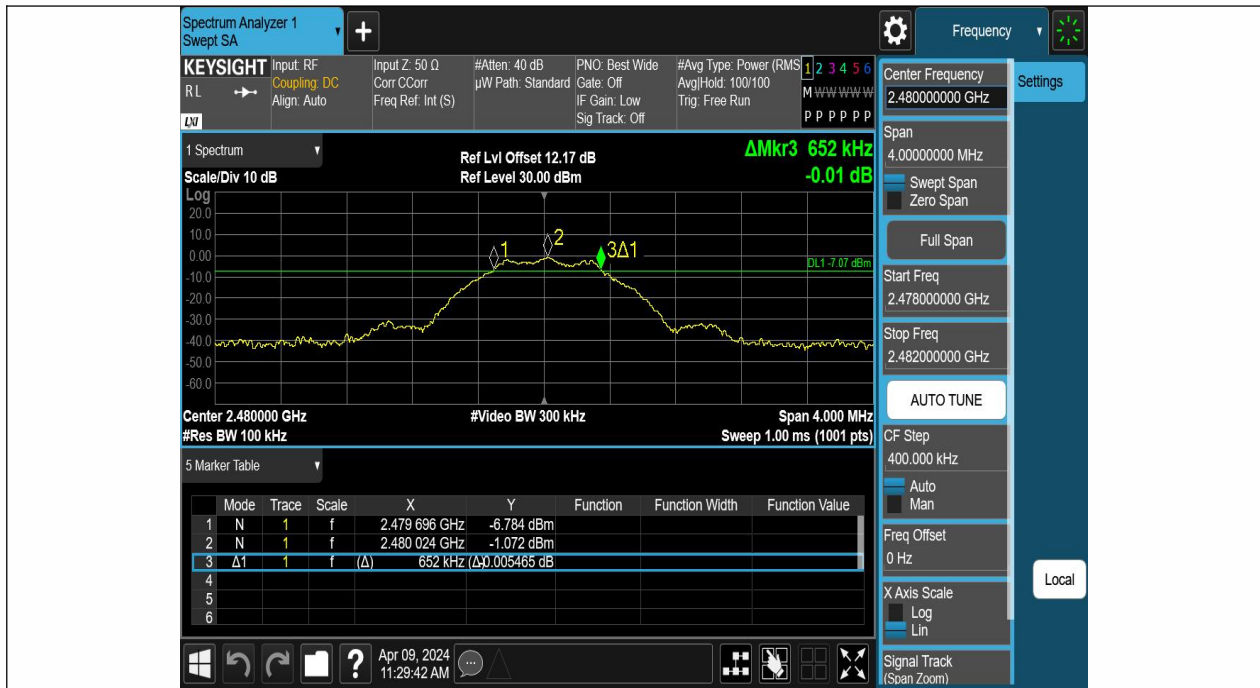 Spectrum Analyzer 1
Swept SA
+
Frequency
KEYSIGHT
RL
LXI
Input: RF
Coupling: DC
Align: Auto
Input Z: 50 Ω
Corr CCorr
Freq Ref: Int (S)
#Atten: 40 dB
µW Path: Standard
PNO: Best Wide
Gate: Off
IF Gain: Low
Sig Track: Off
#Avg Type: Power (RMS
Avg|Hold: 100/100
Trig: Free Run
1 2 3 4 5 6
M W W W W W
P P P P P P
1 Spectrum
Scale/Div 10 dB
Ref Lvl Offset 12.17 dB
Ref Level 30.00 dBm
ΔMkr3 652 kHz
-0.01 dB
Log
20.0
10.0
0.00
-10.0
-20.0
-30.0
-40.0
-50.0
-60.0
1
2
3Δ1
DL1 -7.07 dBm
Center 2.480000 GHz
#Video BW 300 kHz
Span 4.000 MHz
#Res BW 100 kHz
Sweep 1.00 ms (1001 pts)
5 Marker Table
Mode Trace Scale X Y Function Function Width Function Value
1 N 1 f 2.479 696 GHz -6.784 dBm
2 N 1 f 2.480 024 GHz -1.072 dBm
3 Δ1 1 f (Δ) 652 kHz (Δ) -0.005465 dB
4
5
6
?
Apr 09, 2024
11:29:42 AM
Center Frequency
2.480000000 GHz
Settings
Span
4.00000000 MHz
Swept Span
Zero Span
Full Span
Start Freq
2.478000000 GHz
Stop Freq
2.482000000 GHz
AUTO TUNE
CF Step
400.000 kHz
Auto
Man
Freq Offset
0 Hz
Local
X Axis Scale
Log
Lin
Signal Track
(Span Zoom)